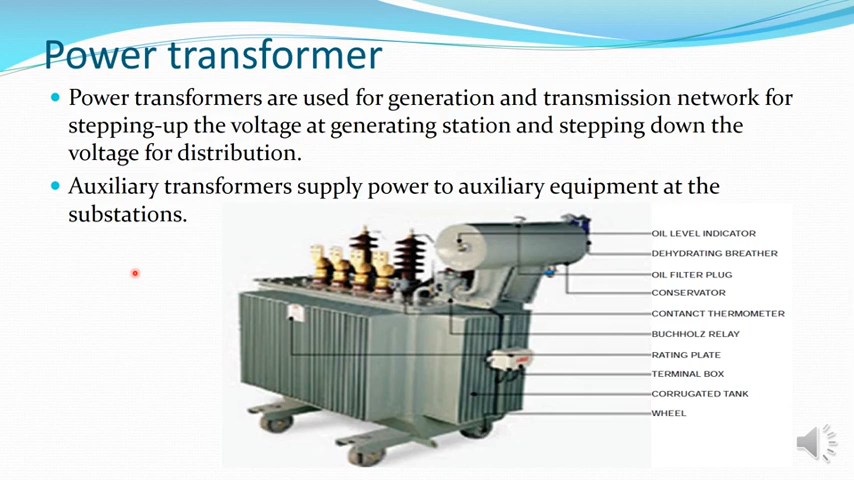 Power transformer
Power transformers are used for generation and transmission network for
stepping-up the voltage at generating station and stepping down the
voltage for distribution.
Auxiliary transformers supply power to auxiliary equipment at the
substations.
OIL LEVEL INDICATOR
DEHYDRATING BREATHER
OIL FILTER PLUG
CONSERVATOR
CONTANCT THERMOMETER
BUCHHOLZ RELAY
RATING PLATE
TERMINAL BOX
CORRUGATED TANK
WHEEL